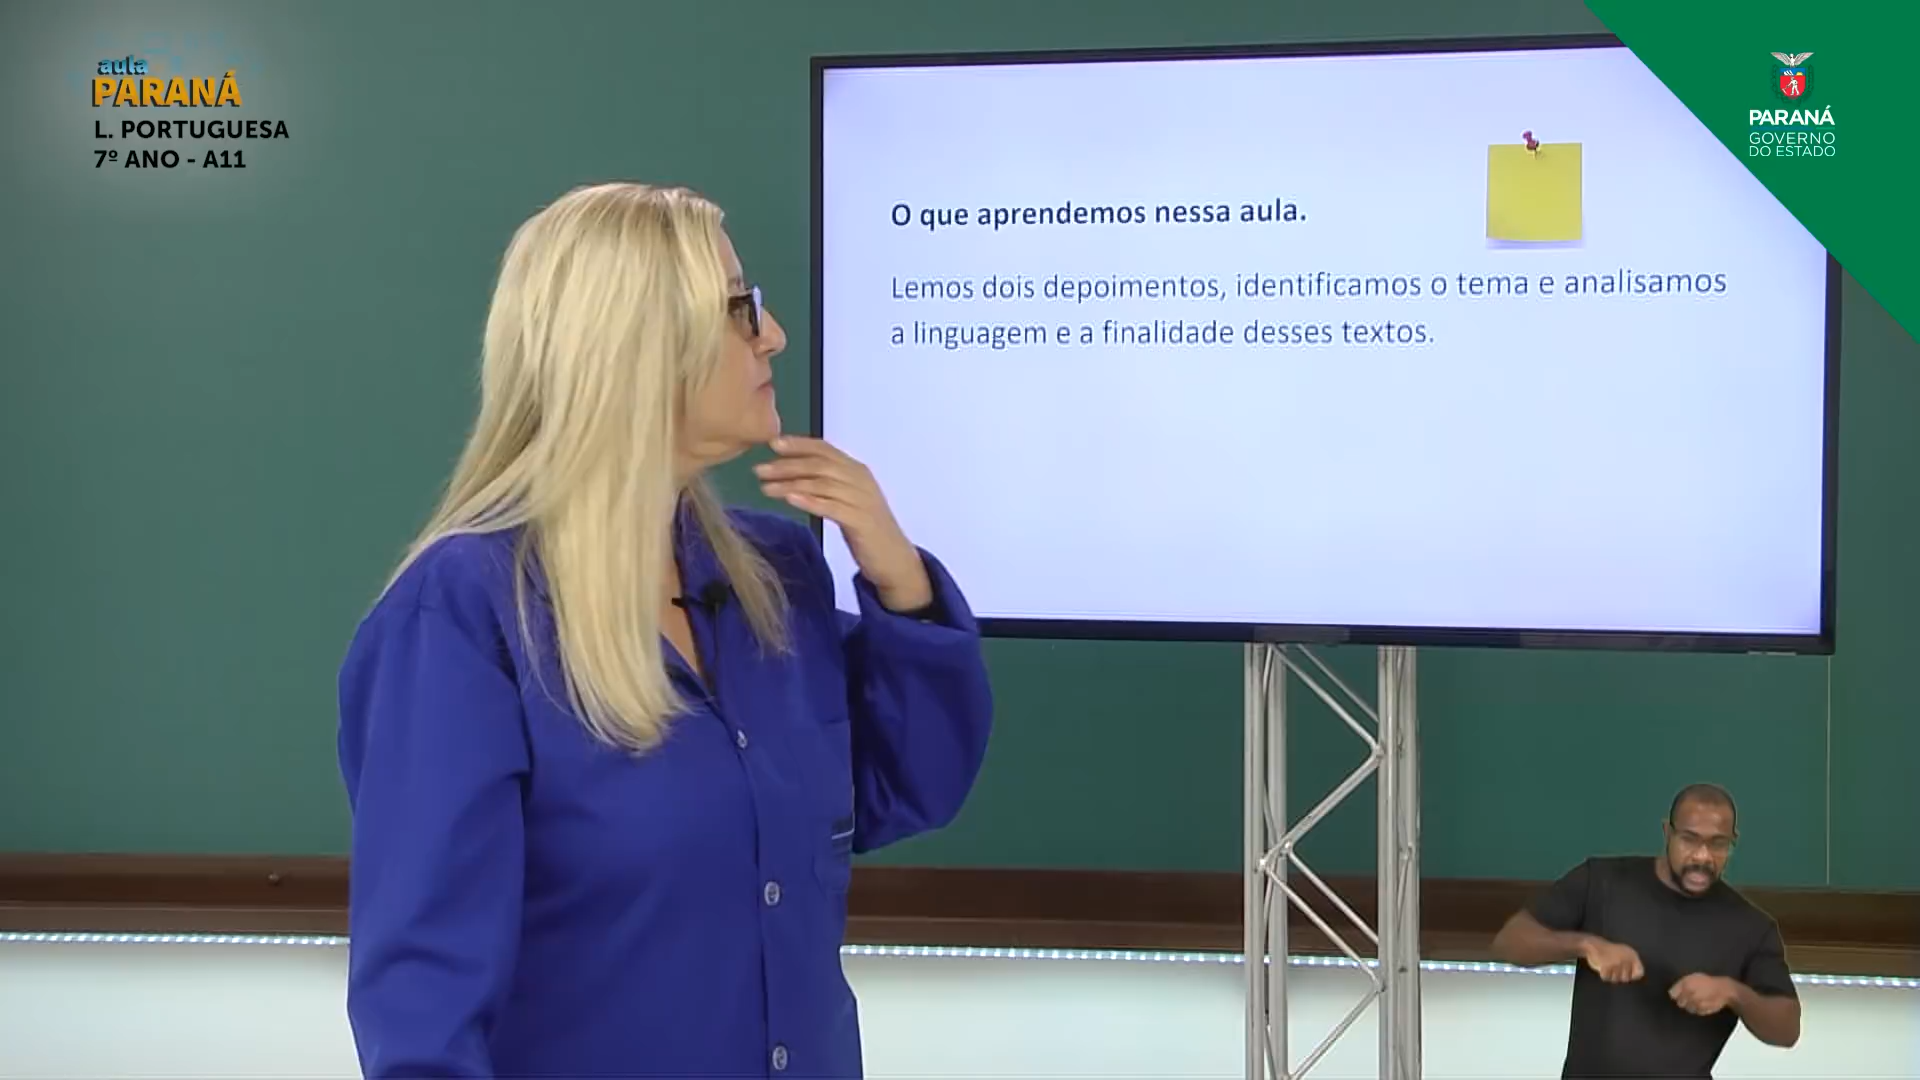 aula
PARANÁ
L. PORTUGUESA
7º ANO - A11
O que aprendemos nessa aula.
Lemos dois depoimentos, identificamos o tema e analisamos
a linguagem e a finalidade desses textos.
PARANÁ
GOVERNO
DO ESTADO